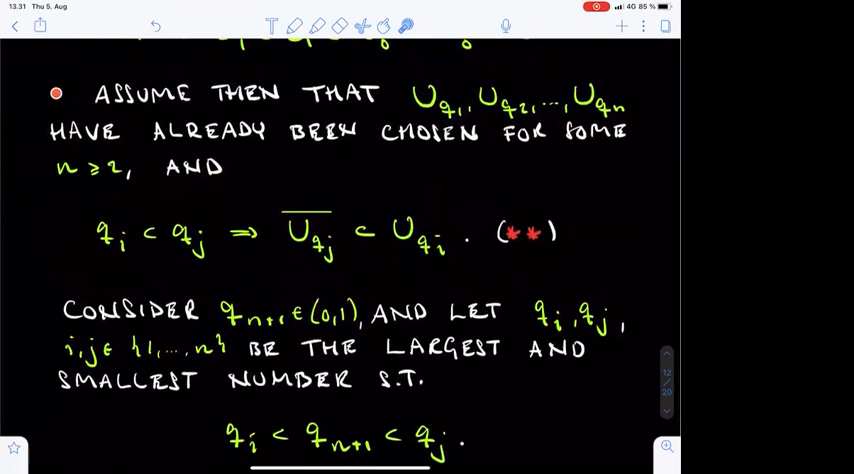 13.31 Thu 5. Aug
4G 85 %
• ASSUME THEN THAT U_{q_1}, U_{q_2}, ..., U_{q_n}
HAVE ALREADY BEEN CHOSEN FOR SOME
n ≥ 2, AND
q_i < q_j ⇒ \overline{U_{q_j}} ⊂ U_{q_i}. (**)
CONSIDER q_{n+1} ∈ (0,1), AND LET q_i, q_j,
i,j ∈ {1,...,n} BE THE LARGEST AND
SMALLEST NUMBER S.T.
q_i < q_{n+1} < q_j.
12
20